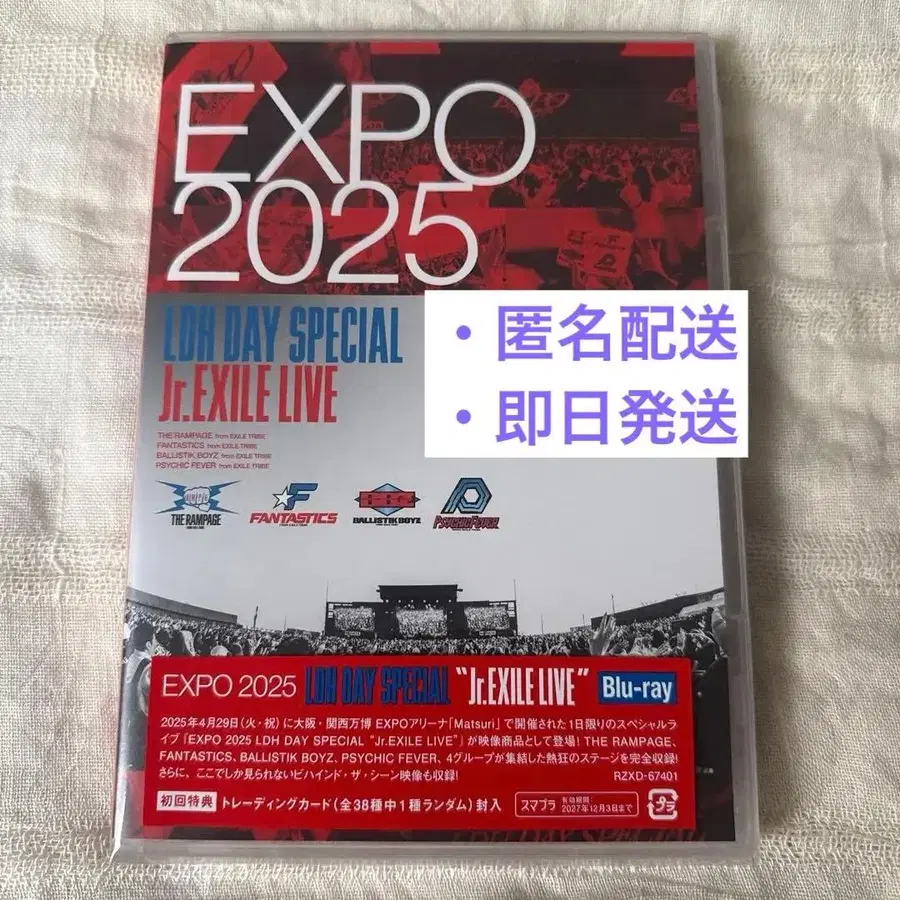 EXPO
2025
LDH DAY SPECIAL
Jr.EXILE LIVE
・匿名配送
・即日発送
THE RAMPAGE from EXILE TRIBE
FANTASTICS from EXILE TRIBE
BALLISTIK BOYZ from EXILE TRIBE
PSYCHIC FEVER from EXILE TRIBE
THE RAMPAGE
FANTASTICS
BBZ
BALLISTIK BOYZ
PSYCHIC FEVER
EXPO 2025 LDH DAY SPECIAL "Jr.EXILE LIVE" Blu-ray
2025年4月29日(火・祝)に大阪・関西万博 EXPOアリーナ「Matsuri」で開催された1日限りのスペシャルラ
イブ『EXPO 2025 LDH DAY SPECIAL "Jr.EXILE LIVE"』が映像商品として登場! THE RAMPAGE、
FANTASTICS、BALLISTIK BOYZ、PSYCHIC FEVER、4グループが集結した熱狂のステージを完全収録!
さらに、ここでしか見られないビハインド・ザ・シーン映像も収録!
RZXD-67401
初回特典 トレーディングカード(全38種中1種ランダム)封入
スマプラ 有効期限:
2027年12月3日まで
プラ